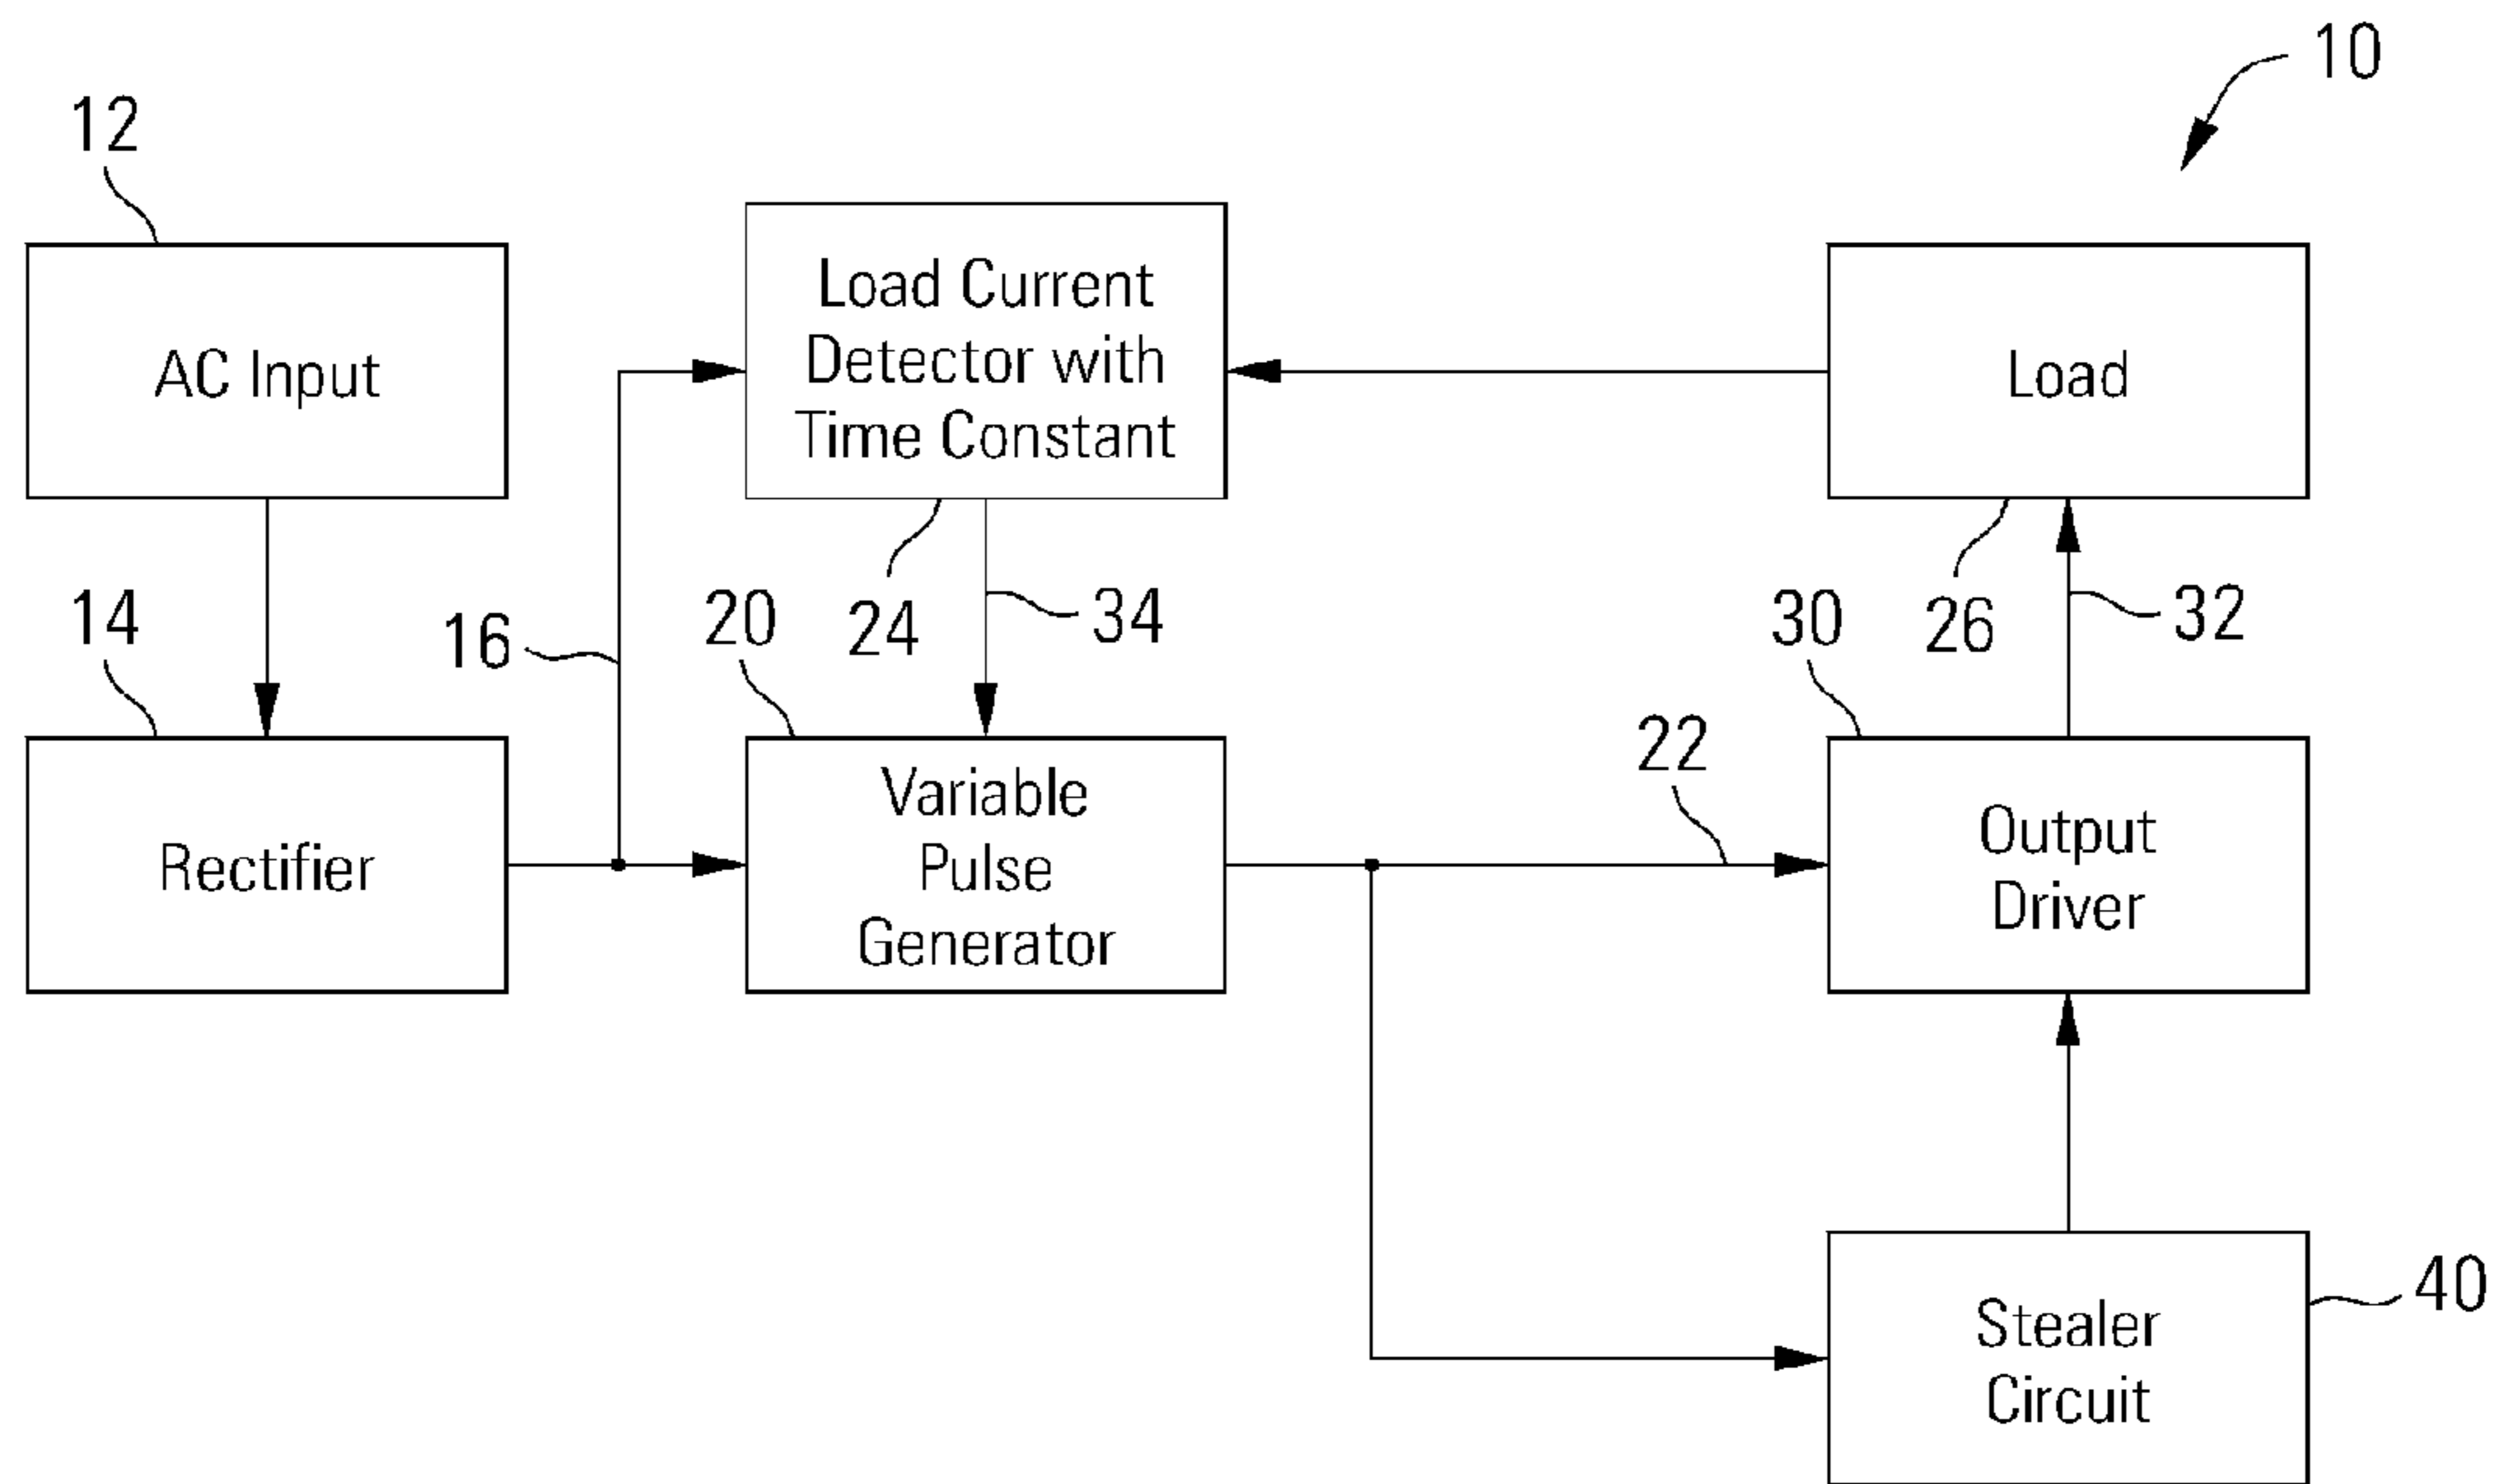 10
12
AC Input
Load Current
Detector with
Time Constant
Load
14
16
20
24
34
30
26
32
Rectifier
Variable
Pulse
Generator
22
Output
Driver
Stealer
Circuit
40